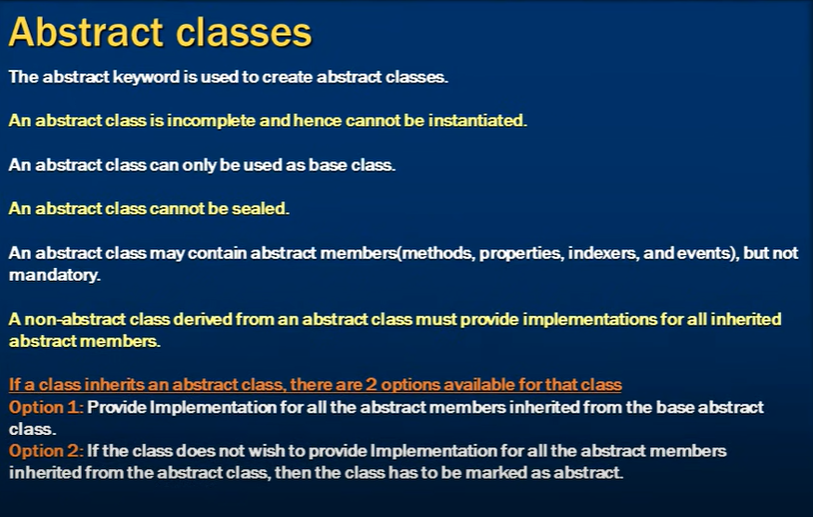 Abstract classes
The abstract keyword is used to create abstract classes.
An abstract class is incomplete and hence cannot be instantiated.
An abstract class can only be used as base class.
An abstract class cannot be sealed.
An abstract class may contain abstract members(methods, properties, indexers, and events), but not
mandatory.
A non-abstract class derived from an abstract class must provide implementations for all inherited
abstract members.
If a class inherits an abstract class, there are 2 options available for that class
Option 1: Provide Implementation for all the abstract members inherited from the base abstract
class.
Option 2: If the class does not wish to provide Implementation for all the abstract members
inherited from the abstract class, then the class has to be marked as abstract.